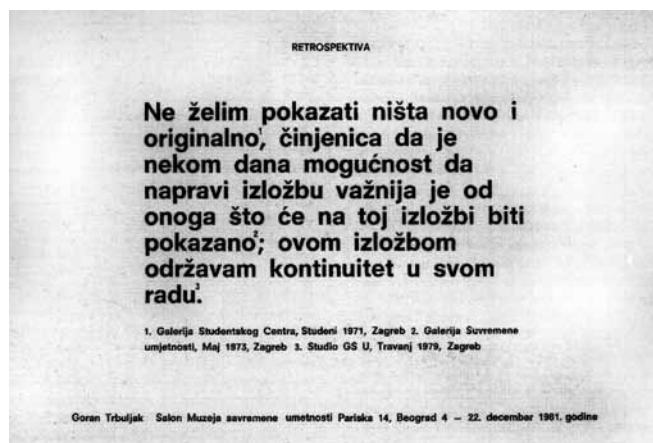 RETROSPEKTIVA
Ne želim pokazati ništa novo i
originalno¹, činjenica da je
nekom dana mogućnost da
napravi izložbu važnija je od
onoga što će na toj izložbi biti
pokazano²; ovom izložbom
održavam kontinuitet u svom
radu³.
1. Galerija Studentskog Centra, Studeni 1971, Zagreb 2. Galerija Suvremene
umjetnosti, Maj 1973, Zagreb 3. Studio GS U, Travanj 1979, Zagreb
Goran Trbuljak Salon Muzeja savremene umetnosti Pariska 14, Beograd 4 – 22. decembar 1981. godine